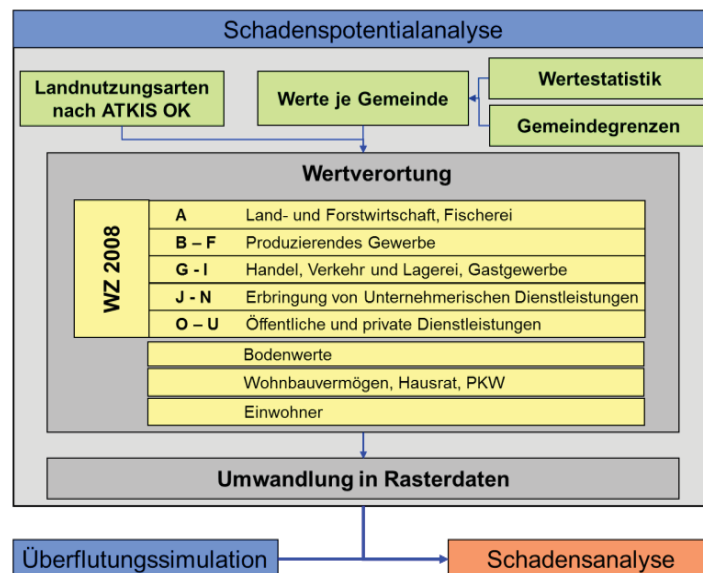 Schadenspotentialanalyse
Landnutzungsarten
nach ATKIS OK
Werte je Gemeinde
Wertestatistik
Gemeindegrenzen
Wertverortung
WZ 2008
A Land- und Forstwirtschaft, Fischerei
B – F Produzierendes Gewerbe
G - I Handel, Verkehr und Lagerei, Gastgewerbe
J - N Erbringung von Unternehmerischen Dienstleistungen
O – U Öffentliche und private Dienstleistungen
Bodenwerte
Wohnbauvermögen, Hausrat, PKW
Einwohner
Umwandlung in Rasterdaten
Überflutungssimulation
Schadensanalyse